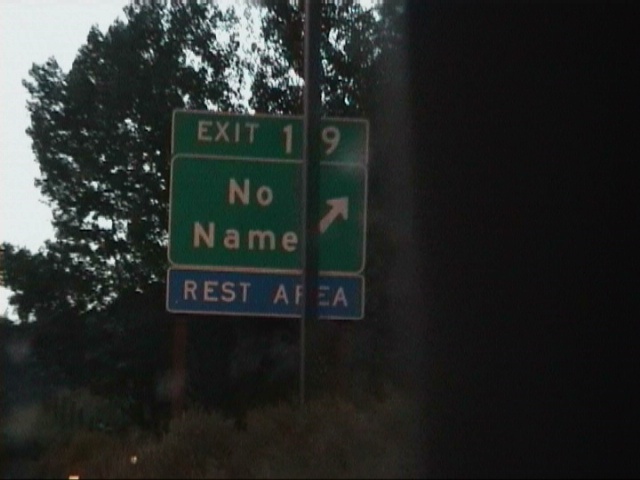 EXIT 1 9
No
Name
REST AREA